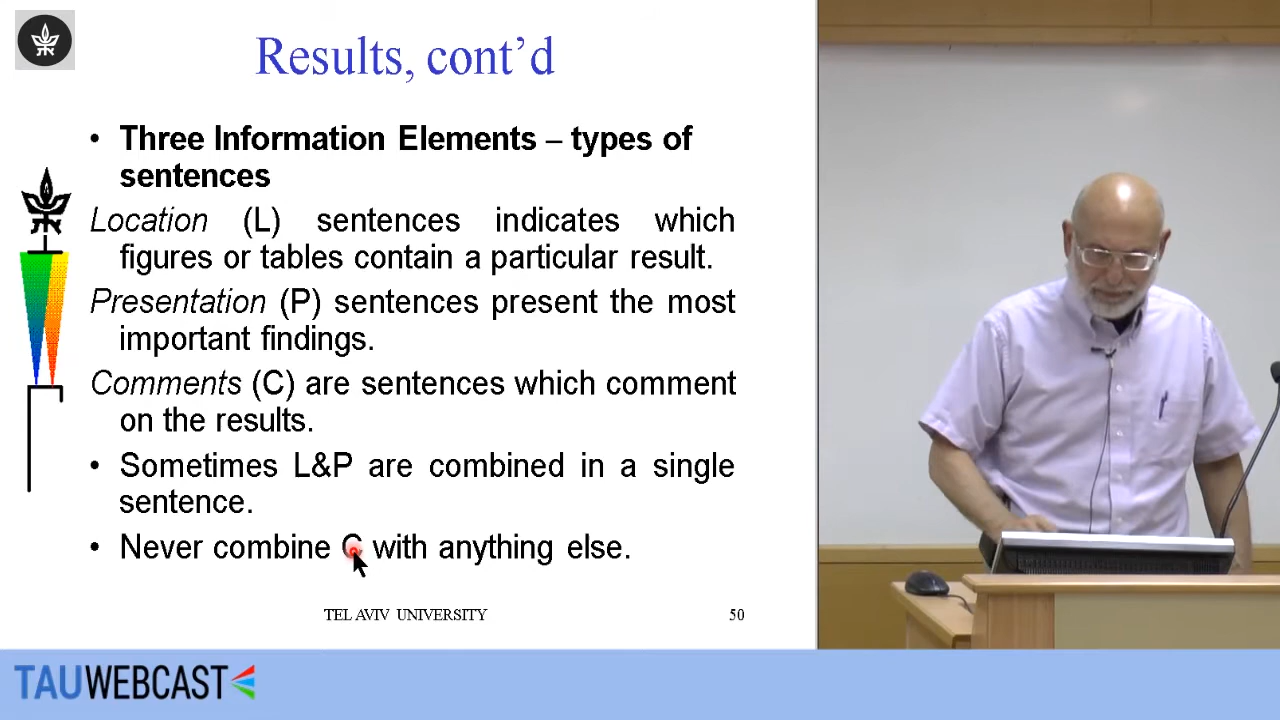 Results, cont’d
• Three Information Elements – types of
sentences
Location (L) sentences indicates which
figures or tables contain a particular result.
Presentation (P) sentences present the most
important findings.
Comments (C) are sentences which comment
on the results.
• Sometimes L&P are combined in a single
sentence.
• Never combine C with anything else.
TEL AVIV UNIVERSITY
50
TAUWEBCAST